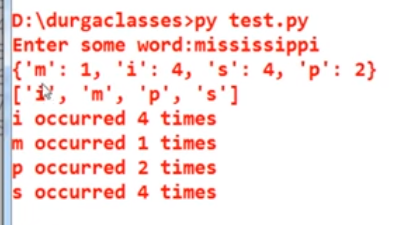 D:\durgaclasses>py test.py
Enter some word:mississippi
{'m': 1, 'i': 4, 's': 4, 'p': 2}
['i', 'm', 'p', 's']
i occurred 4 times
m occurred 1 times
p occurred 2 times
s occurred 4 times